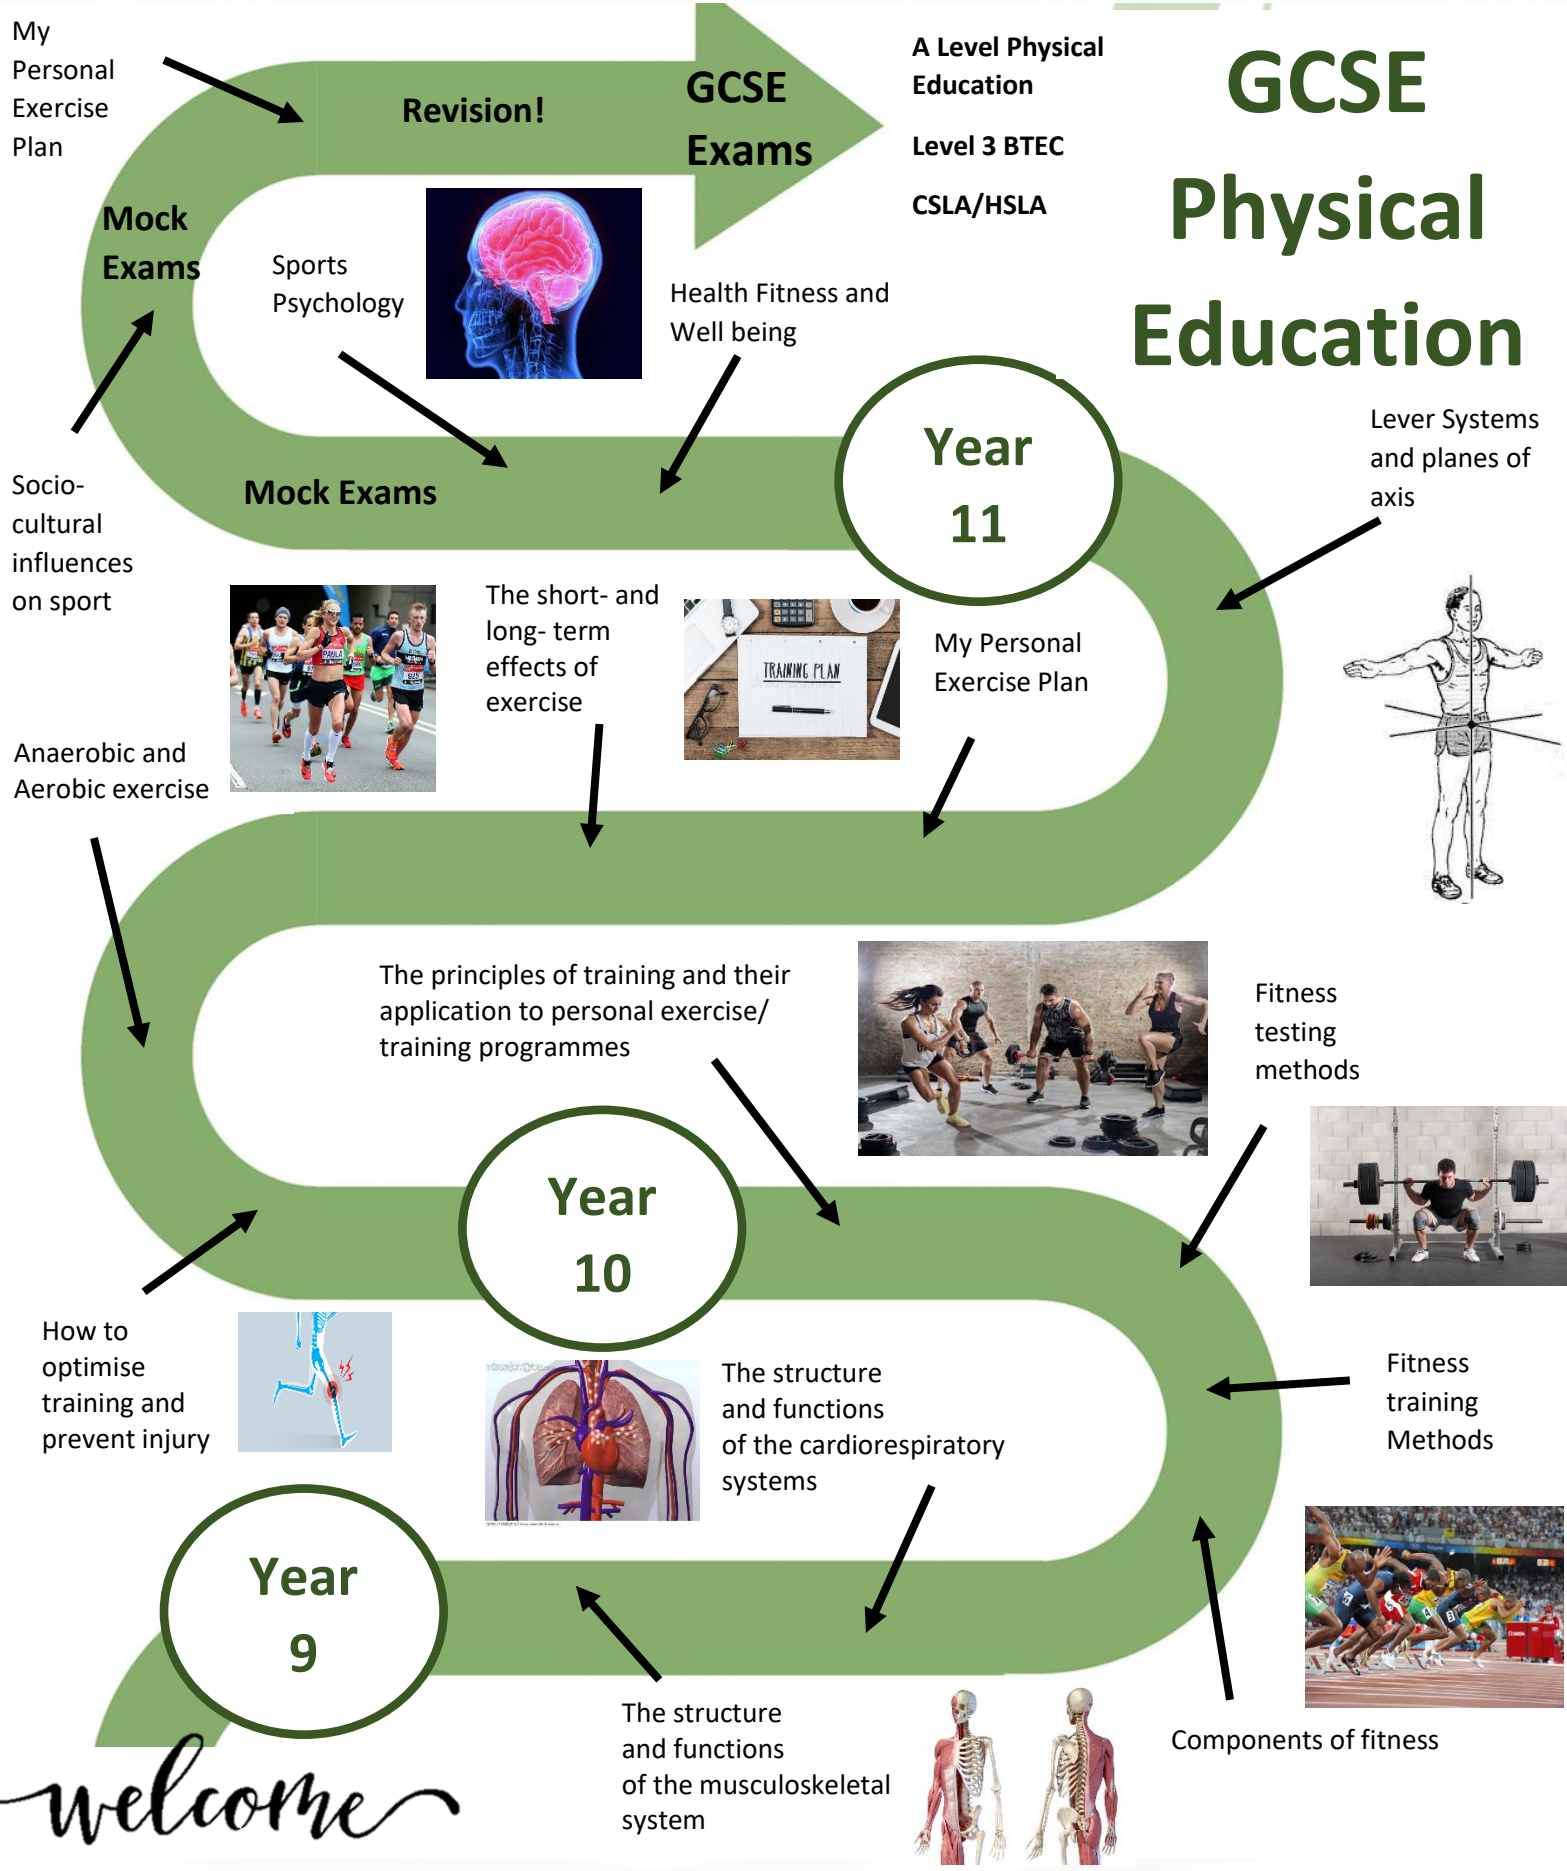 GCSE
Physical
Education
A Level Physical
Education
Level 3 BTEC
CSLA/HSLA
My
Personal
Exercise
Plan
Revision!
GCSE
Exams
Mock
Exams
Sports
Psychology
Health Fitness and
Well being
Year
11
Mock Exams
Socio-
cultural
influences
on sport
Lever Systems
and planes of
axis
The short- and
long- term
effects of
exercise
TRAINING PLAN
My Personal
Exercise Plan
PAULA
Anaerobic and
Aerobic exercise
The principles of training and their
application to personal exercise/
training programmes
Fitness
testing
methods
Year
10
How to
optimise
training and
prevent injury
The structure
and functions
of the cardiorespiratory
systems
Fitness
training
Methods
Year
9
The structure
and functions
of the musculoskeletal
system
Components of fitness
welcome